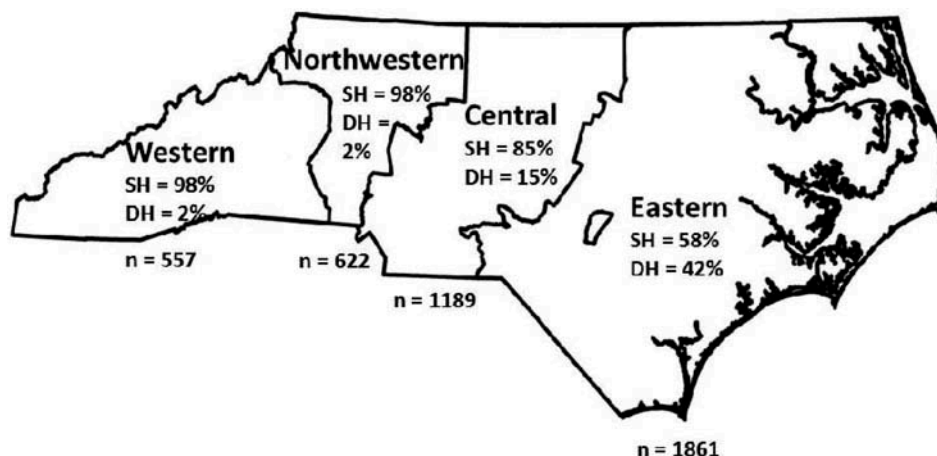 Northwestern
SH = 98%
DH =
2%
Western
SH = 98%
DH = 2%
Central
SH = 85%
DH = 15%
Eastern
SH = 58%
DH = 42%
n = 557
n = 622
n = 1189
n = 1861